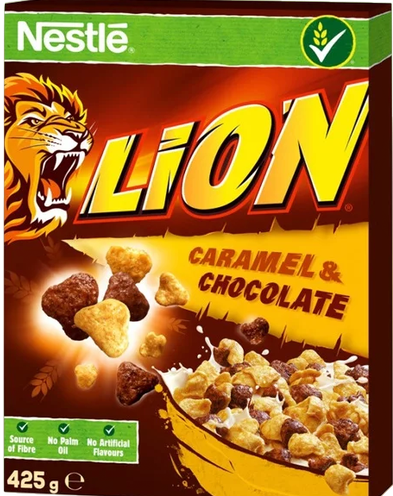 Nestlé®
LION®
CARAMEL &
CHOCOLATE
Source
of Fibre
No Palm
Oil
No Artificial
Flavours
425 g ℮